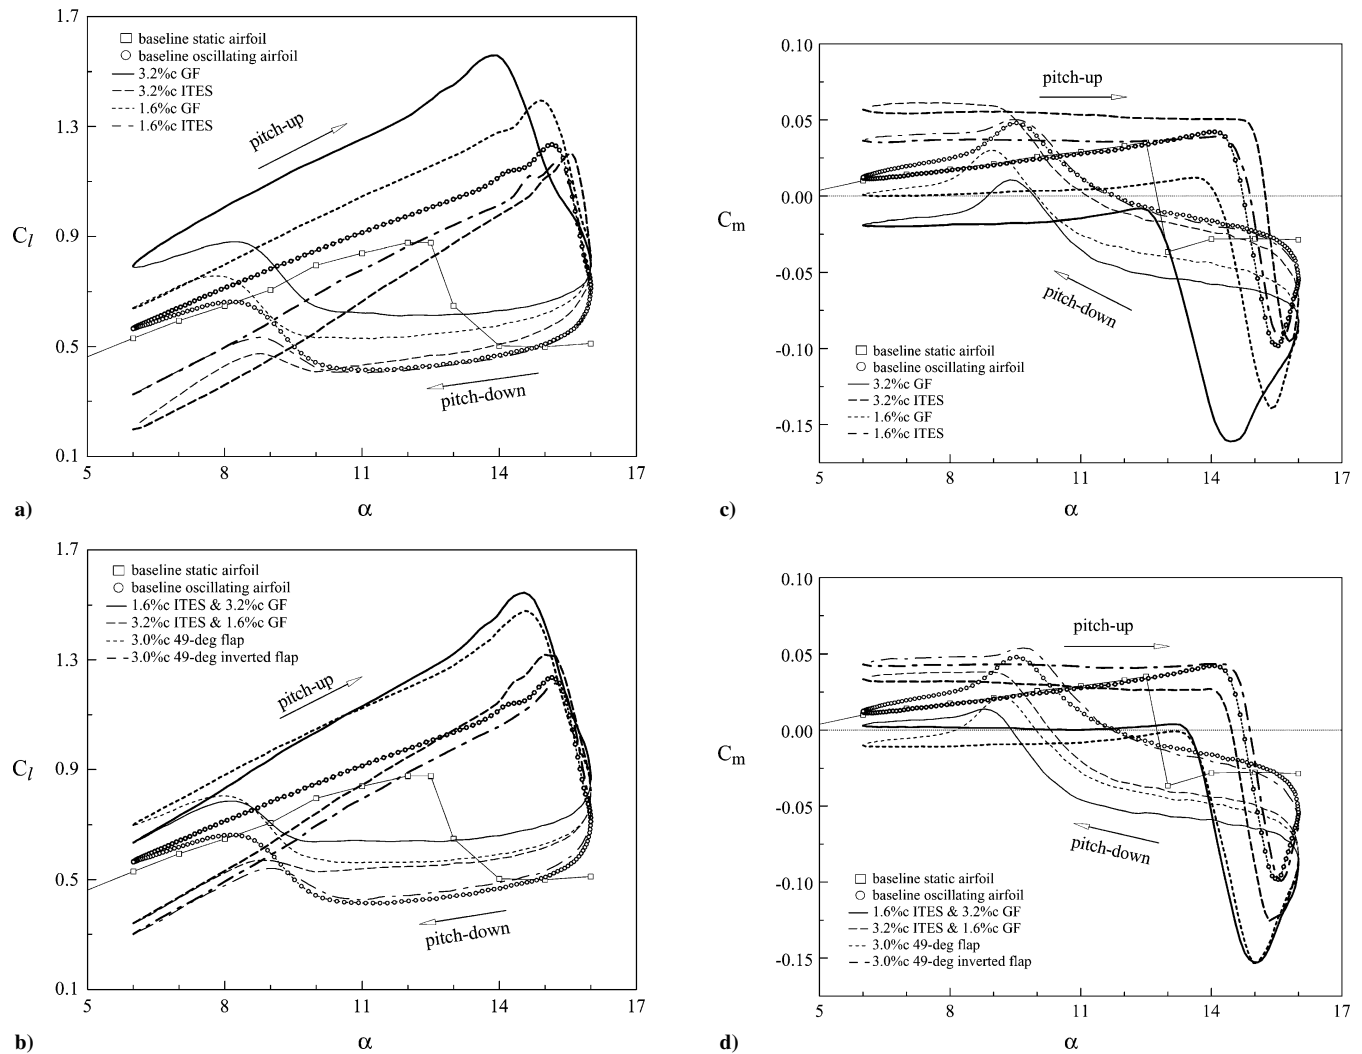 1.7
1.3
0.9
0.5
0.1
C_l
baseline static airfoil
baseline oscillating airfoil
3.2%c GF
3.2%c ITES
1.6%c GF
1.6%c ITES
pitch-up
pitch-down
5 8 11 14 17
a) α
0.10
0.05
0.00
-0.05
-0.10
-0.15
C_m
pitch-up
pitch-down
baseline static airfoil
baseline oscillating airfoil
3.2%c GF
3.2%c ITES
1.6%c GF
1.6%c ITES
5 8 11 14 17
c) α
1.7
1.3
0.9
0.5
0.1
C_l
baseline static airfoil
baseline oscillating airfoil
1.6%c ITES & 3.2%c GF
3.2%c ITES & 1.6%c GF
3.0%c 49-deg flap
3.0%c 49-deg inverted flap
pitch-up
pitch-down
5 8 11 14 17
b) α
0.10
0.05
0.00
-0.05
-0.10
-0.15
C_m
pitch-up
pitch-down
baseline static airfoil
baseline oscillating airfoil
1.6%c ITES & 3.2%c GF
3.2%c ITES & 1.6%c GF
3.0%c 49-deg flap
3.0%c 49-deg inverted flap
5 8 11 14 17
d) α